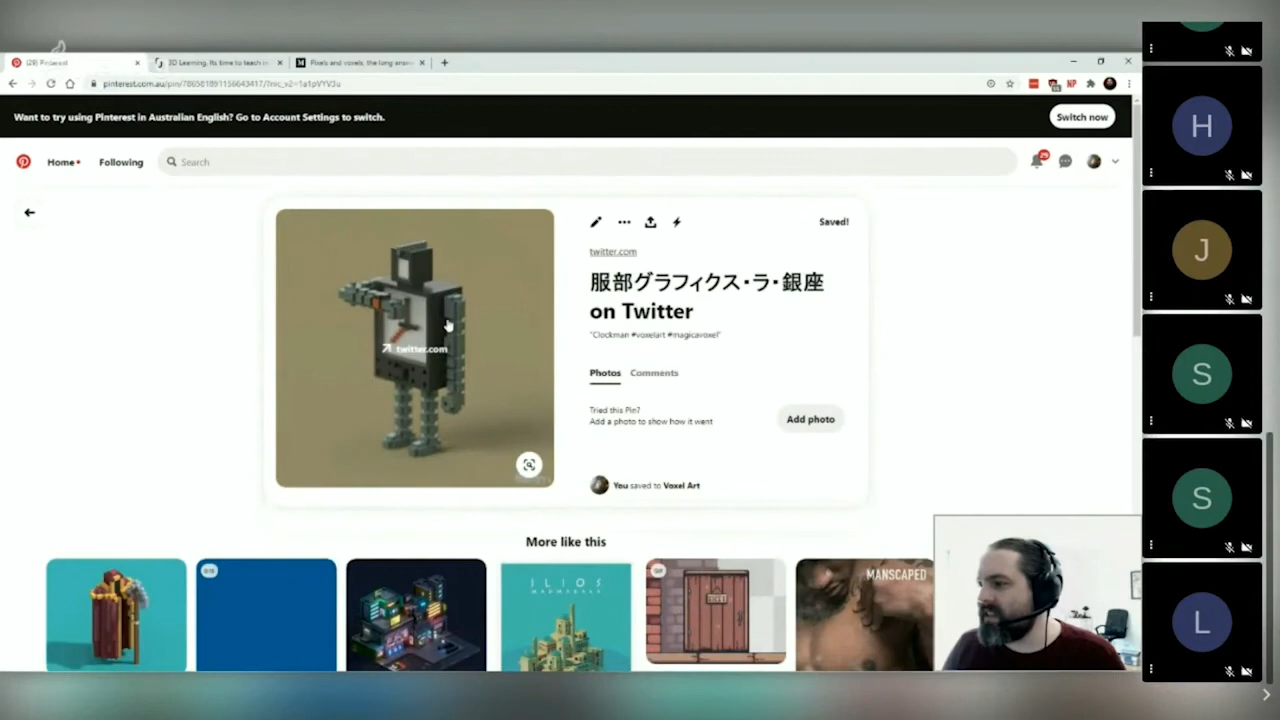 (29) Pinterest
3D Learning. Its time to teach in
Pixels and voxels, the long answ
pinterest.com.au/pin/786581891156643417/?nic_v2=1a1pVYV3u
Want to try using Pinterest in Australian English? Go to Account Settings to switch.
Switch now
Home
Following
Search
29
Saved!
twitter.com
服部グラフィクス・ラ・銀座
on Twitter
"Clockman #voxelart #magicavoxel"
twitter.com
Photos
Comments
Tried this Pin?
Add a photo to show how it went
Add photo
You saved to Voxel Art
More like this
ILIOS
MANSCAPED
H
J
S
S
L